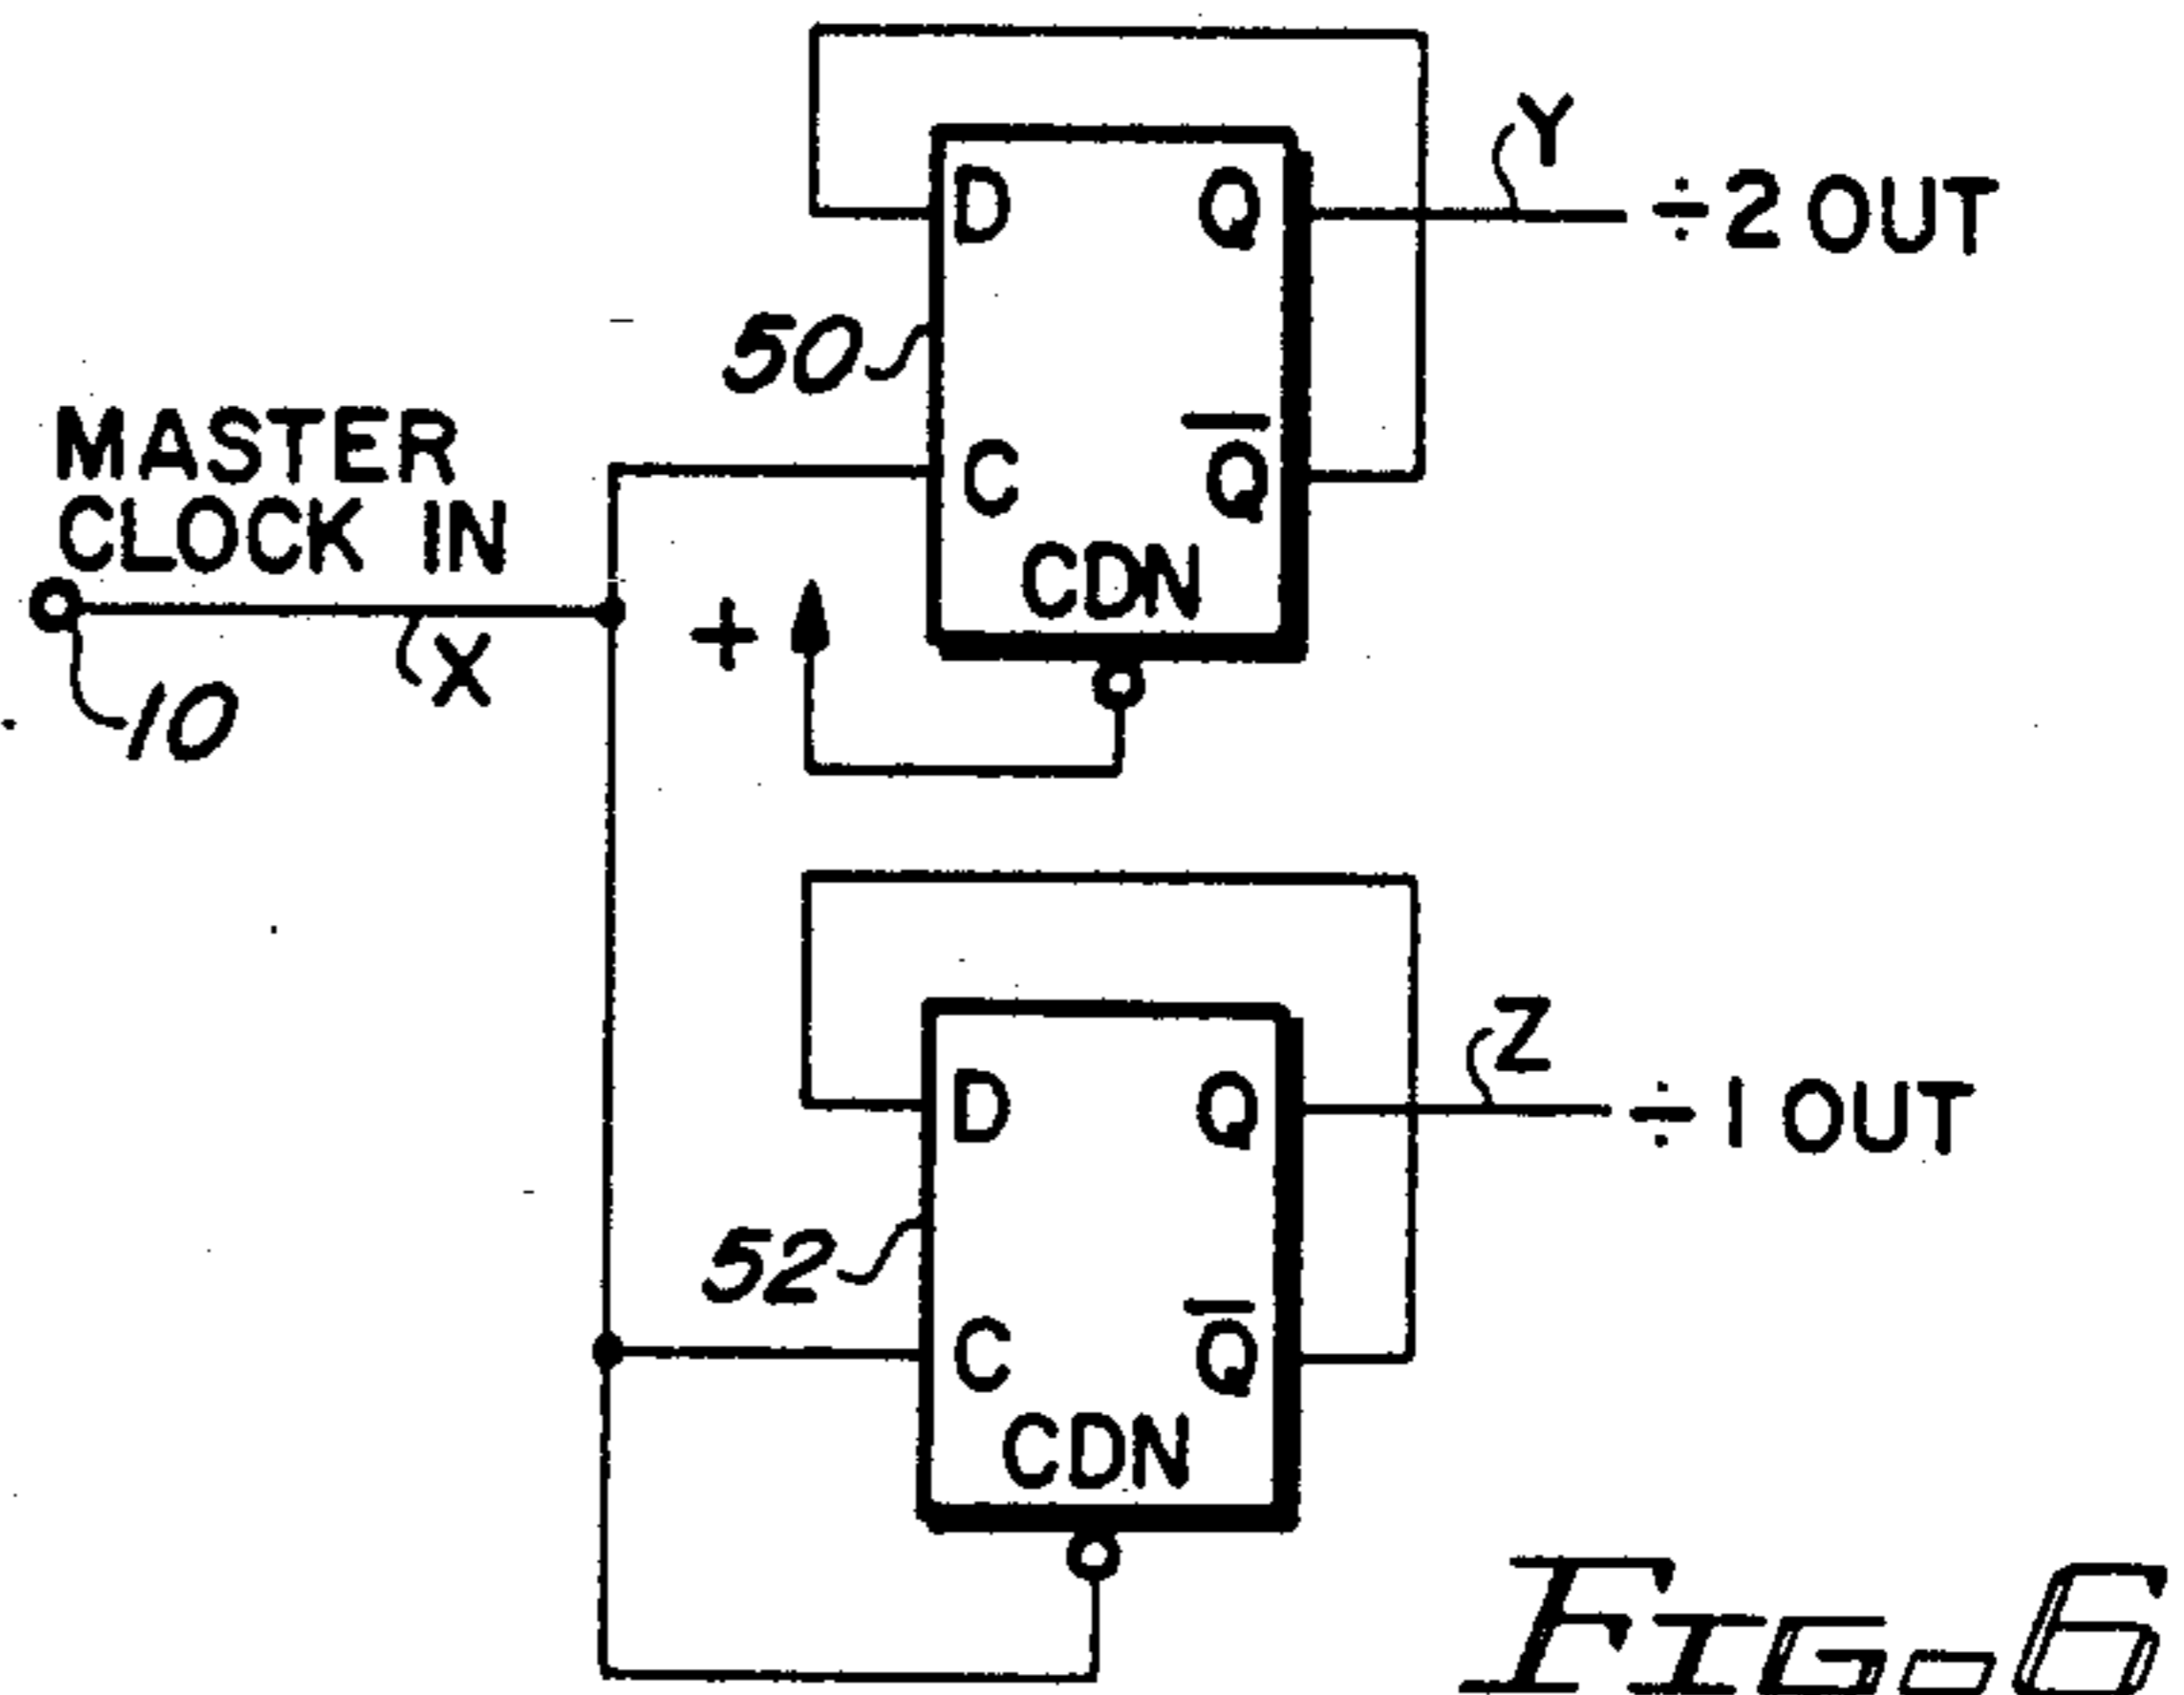 Y
D
Q
÷2 OUT
50
MASTER
CLOCK IN
C
Q̅
CDN
+
X
10
Z
D
Q
÷1 OUT
52
C
Q̅
CDN
FIG-6